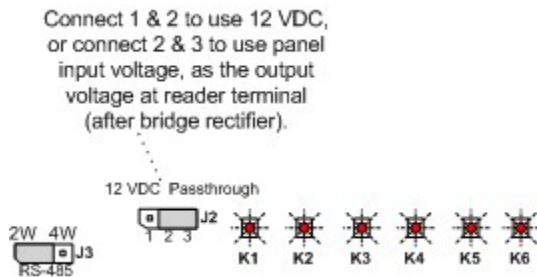 Connect 1 & 2 to use 12 VDC,
or connect 2 & 3 to use panel
input voltage, as the output
voltage at reader terminal
(after bridge rectifier).
12 VDC Passthrough
J2
1 2 3
2W 4W
J3
RS-485
K1 K2 K3 K4 K5 K6